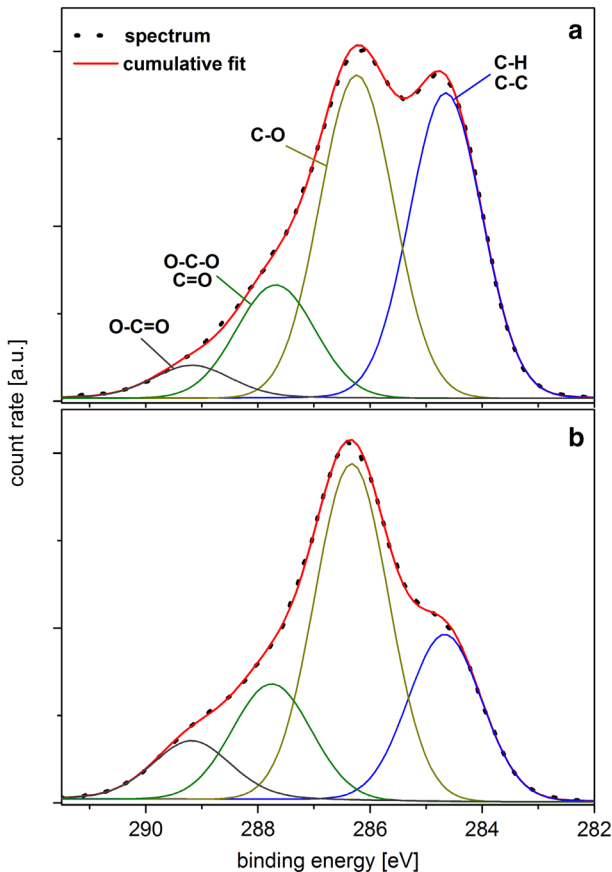 spectrum
a
cumulative fit
C-H
C-C
C-O
O-C-O
C=O
O-C=O
count rate [a.u.]
b
290 288 286 284 282
binding energy [eV]